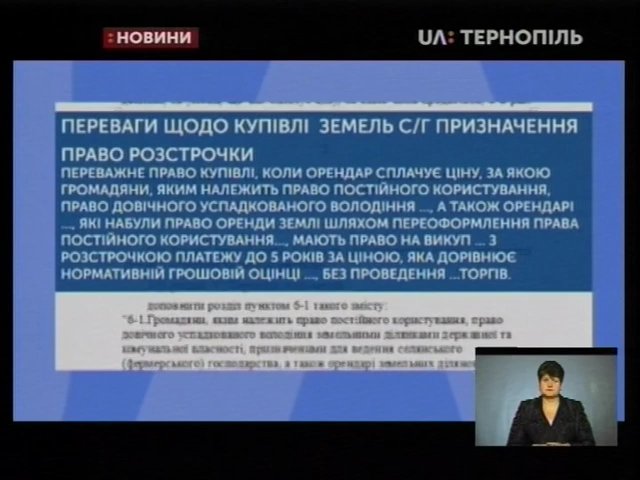 :НОВИНИ
UA: ТЕРНОПІЛЬ
ПЕРЕВАГИ ЩОДО КУПІВЛІ ЗЕМЕЛЬ С/Г ПРИЗНАЧЕННЯ
ПРАВО РОЗСТРОЧКИ
ПЕРЕВАЖНЕ ПРАВО КУПІВЛІ, КОЛИ ОРЕНДАР СПЛАЧУЄ ЦІНУ, ЗА ЯКОЮ
ГРОМАДЯНИ, ЯКИМ НАЛЕЖИТЬ ПРАВО ПОСТІЙНОГО КОРИСТУВАННЯ,
ПРАВО ДОВІЧНОГО УСПАДКОВАНОГО ВОЛОДІННЯ ..., А ТАКОЖ ОРЕНДАРІ
..., ЯКІ НАБУЛИ ПРАВО ОРЕНДИ ЗЕМЛІ ШЛЯХОМ ПЕРЕОФОРМЛЕННЯ ПРАВА
ПОСТІЙНОГО КОРИСТУВАННЯ..., МАЮТЬ ПРАВО НА ВИКУП ... З
РОЗСТРОЧКОЮ ПЛАТЕЖУ ДО 5 РОКІВ ЗА ЦІНОЮ, ЯКА ДОРІВНЮЄ
НОРМАТИВНІЙ ГРОШОВІЙ ОЦІНЦІ ..., БЕЗ ПРОВЕДЕННЯ ...ТОРГІВ.
доповнити розділ пунктом 6-1 такого змісту:
"6-1.Громадяни, яким належить право постійного користування, право
довічного успадкованого володіння земельними ділянками державної та
комунальної власності, призначеними для ведення селянського
(фермерського) господарства, а також орендарі земельних